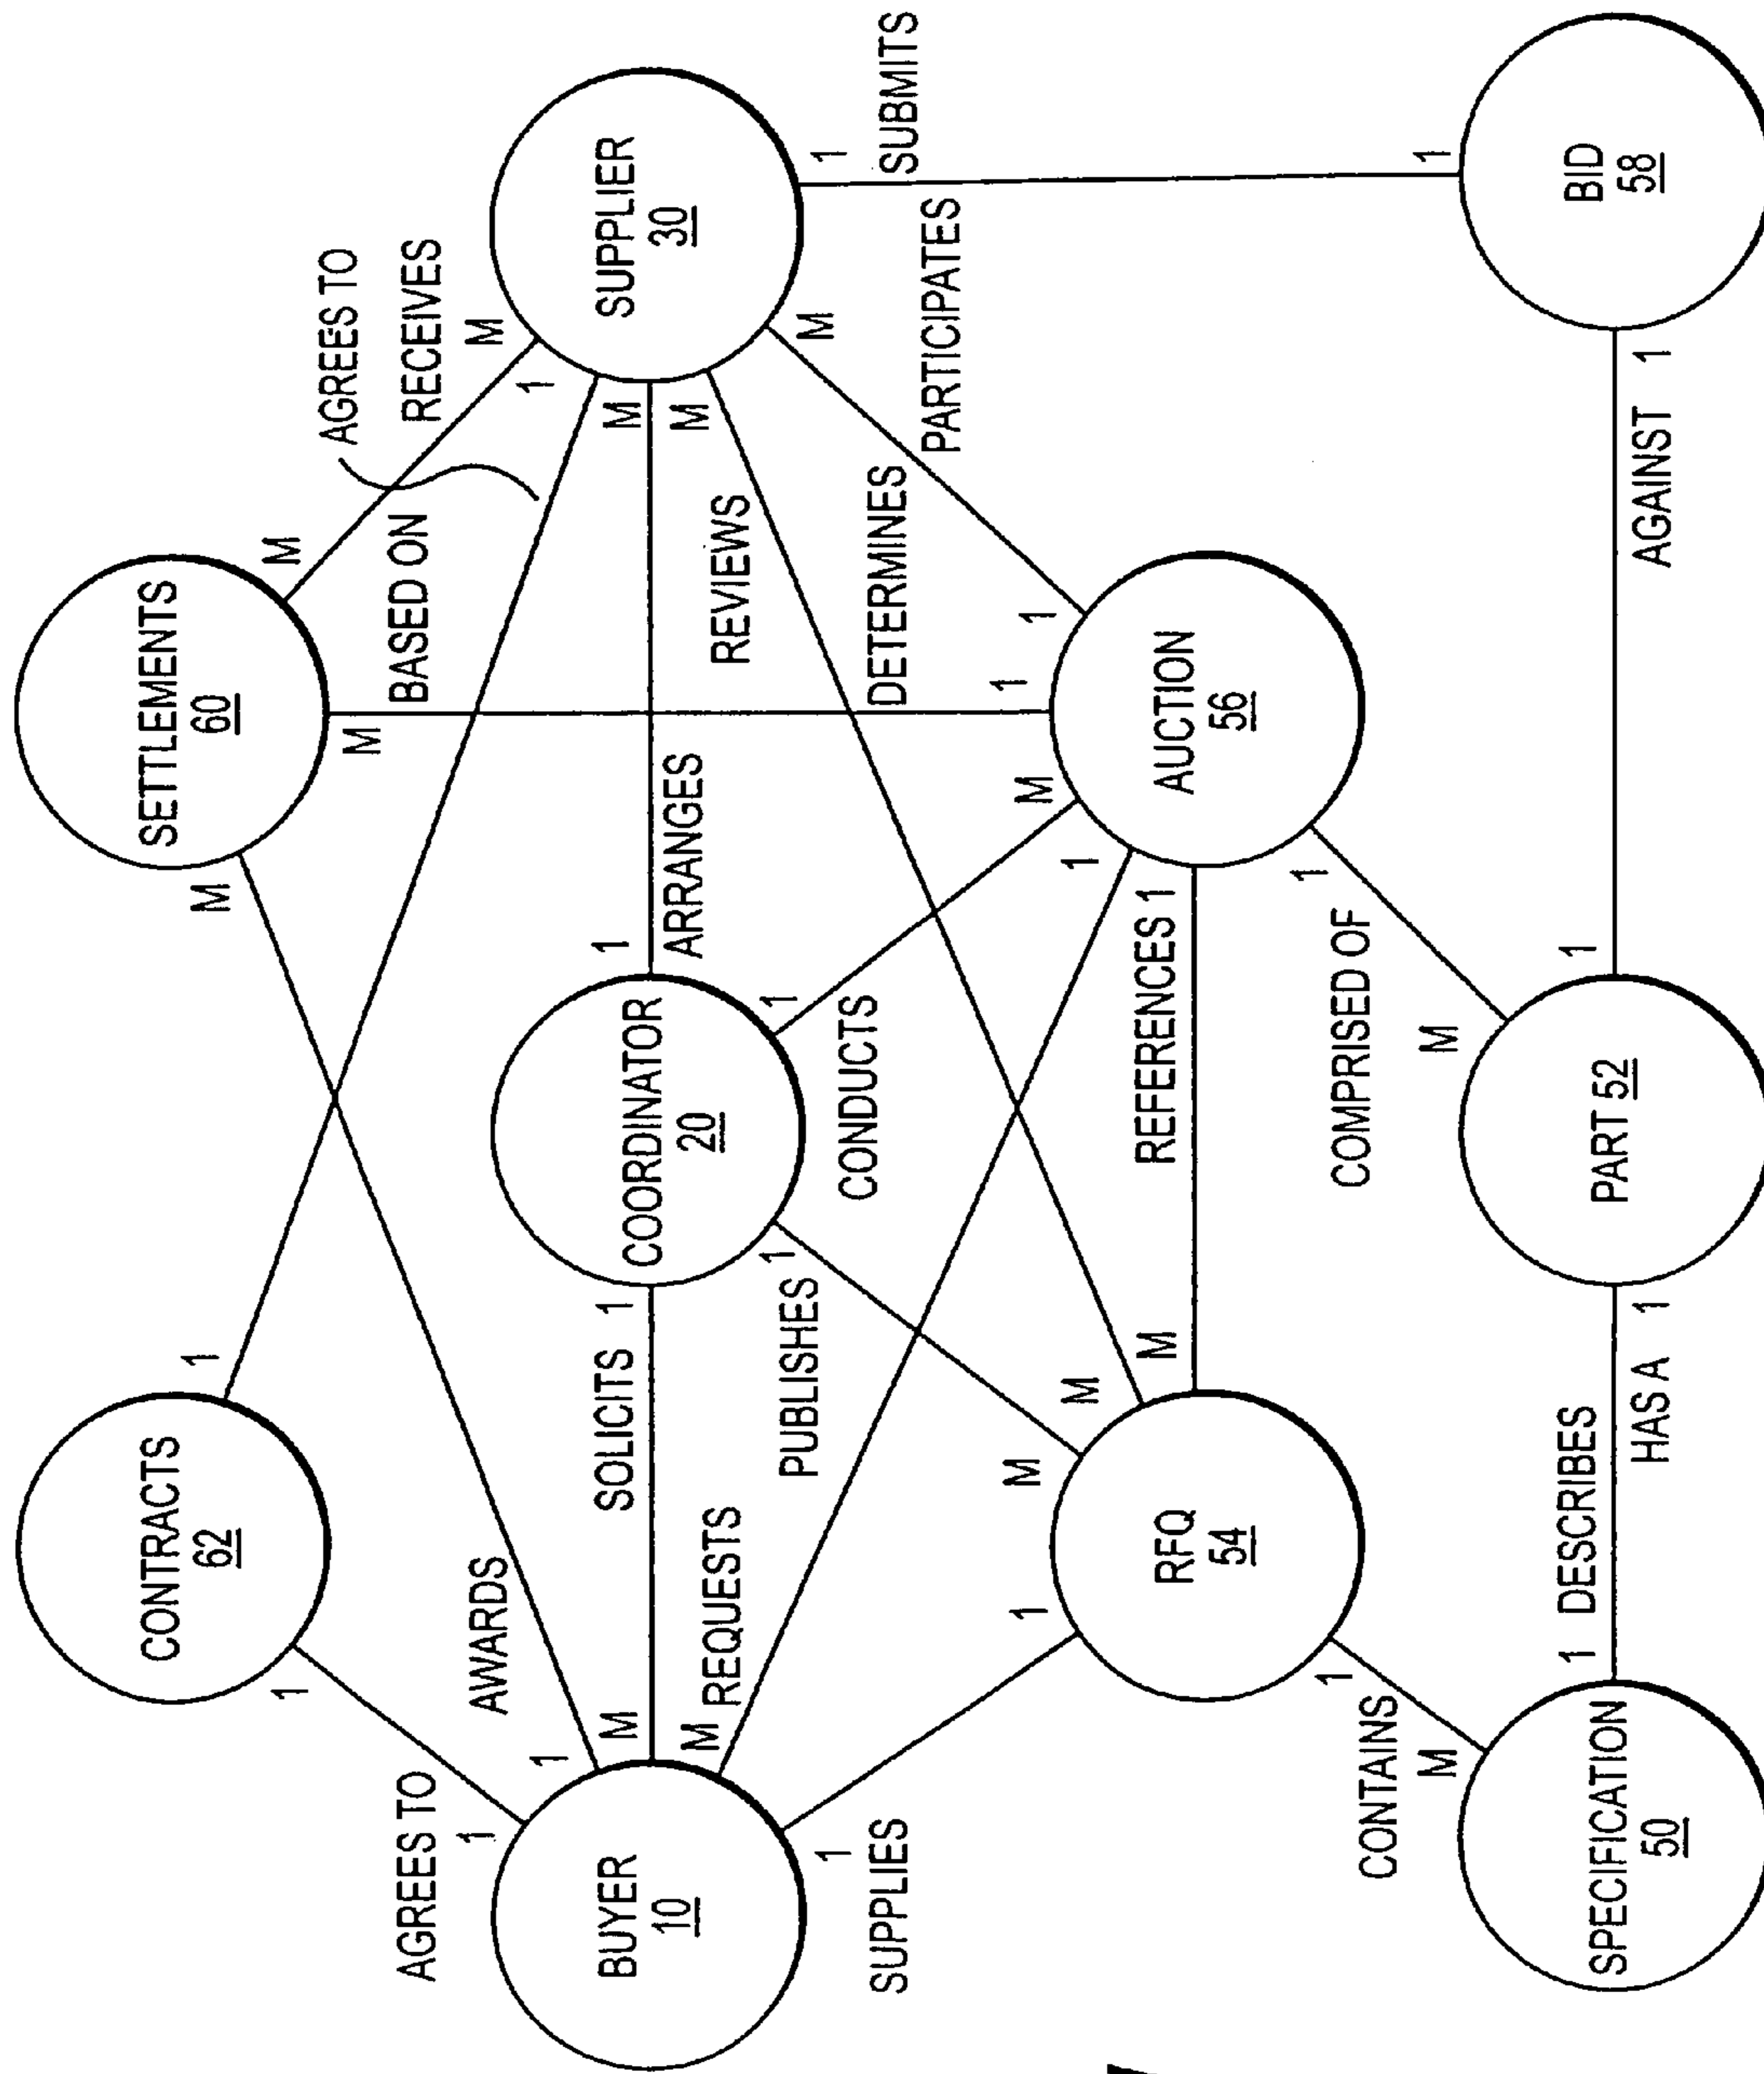 CONTRACTS
62
SETTLEMENTS
60
1
1
M
M
M
AGREES TO
AGREES TO
RECEIVES
BASED ON
M
1
M
1
AWARDS
1
BUYER
10
M
SOLICITS 1
COORDINATOR
20
1
ARRANGES
M
1
SUPPLIER
30
M
REQUESTS
M
REVIEWS
1
PUBLISHES
1
CONDUCTS
DETERMINES
M
PARTICIPATES
1
SUBMITS
1
SUPPLIES
1
M
M
M
1
1
1
RFQ
54
M
REFERENCES 1
AUCTION
56
1
CONTAINS
M
COMPRISED OF
M
1
1
SPECIFICATION
50
1 DESCRIBES
HAS A 1
PART 52
1
AGAINST 1
BID
58